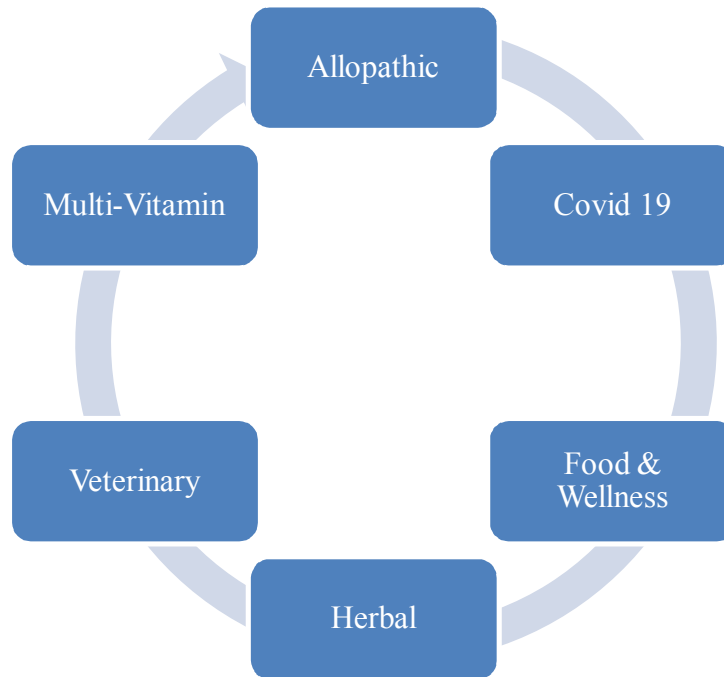 Allopathic
Covid 19
Food &
Wellness
Herbal
Veterinary
Multi-Vitamin